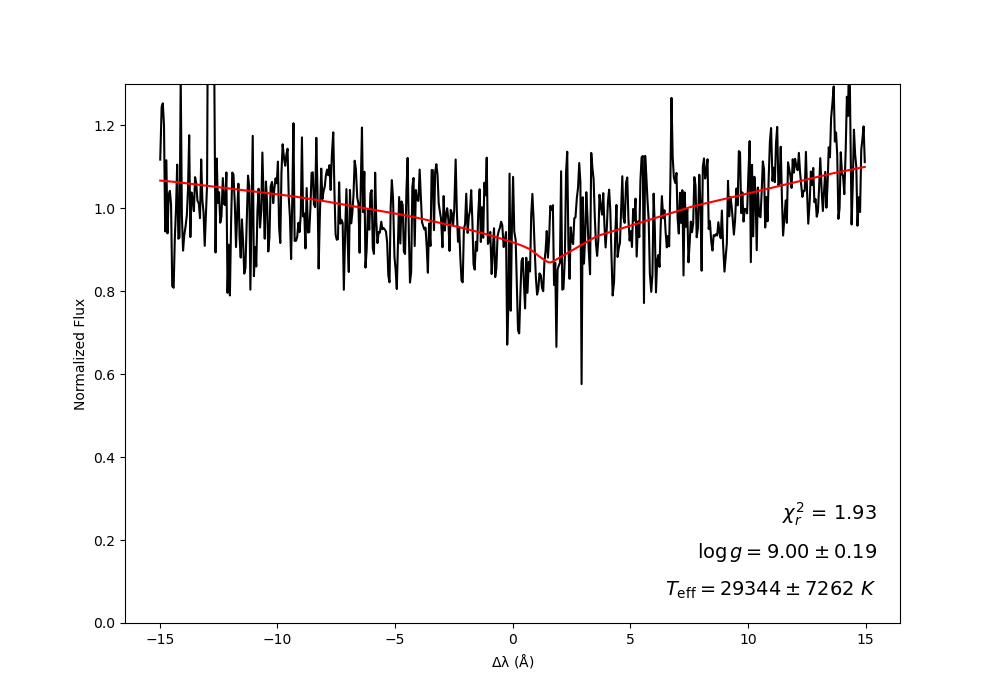 1.2
1.0
0.8
0.6
0.4
0.2
0.0
Normalized Flux
χ²ᵣ = 1.93
log g = 9.00 ± 0.19
T_eff = 29344 ± 7262 K
−15 −10 −5 0 5 10 15
Δλ (Å)